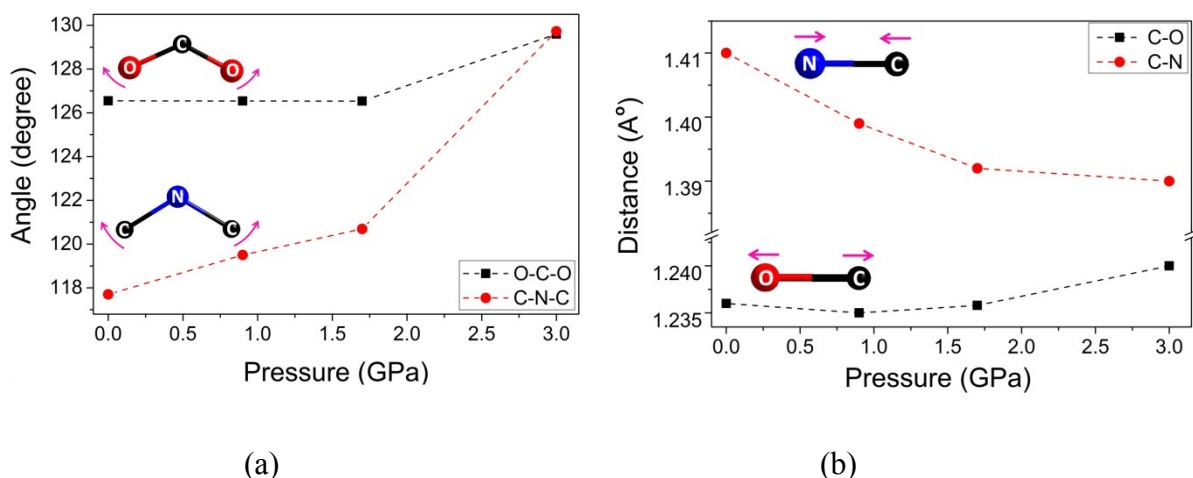 130
128
126
124
122
120
118
Angle (degree)
C
O O
N
C C
O-C-O
C-N-C
0.0 0.5 1.0 1.5 2.0 2.5 3.0
Pressure (GPa)
(a)
1.41
1.40
1.39
1.240
1.235
Distance (A°)
N C
O C
C-O
C-N
0.0 0.5 1.0 1.5 2.0 2.5 3.0
Pressure (GPa)
(b)